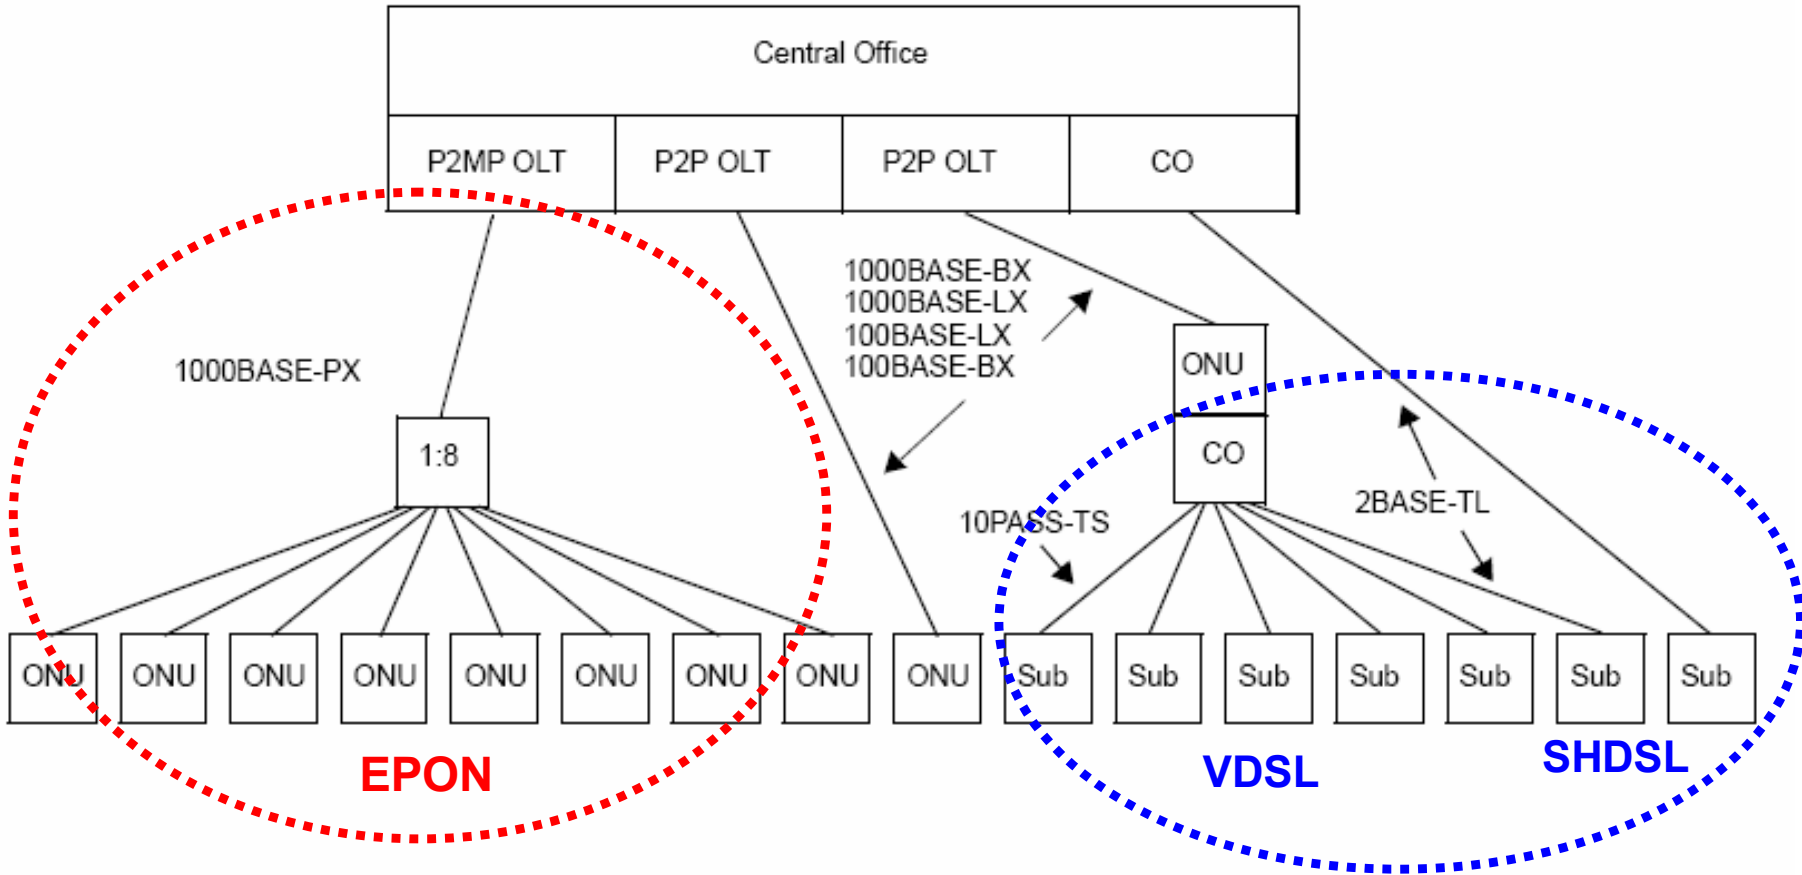 Central Office
P2MP OLT
P2P OLT
P2P OLT
CO
1000BASE-BX
1000BASE-LX
100BASE-LX
100BASE-BX
1000BASE-PX
ONU
1:8
CO
10PASS-TS
2BASE-TL
ONU
ONU
ONU
ONU
ONU
ONU
ONU
ONU
ONU
Sub
Sub
Sub
Sub
Sub
Sub
Sub
EPON
VDSL
SHDSL